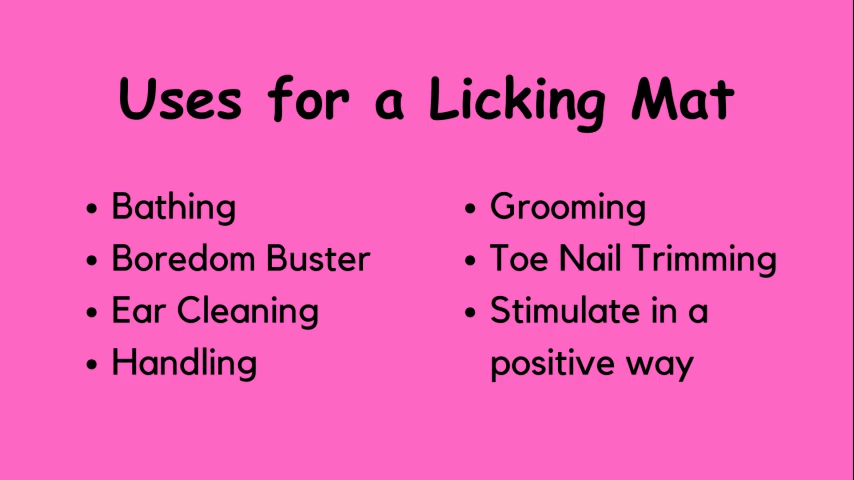 Uses for a Licking Mat
• Bathing
• Boredom Buster
• Ear Cleaning
• Handling
• Grooming
• Toe Nail Trimming
• Stimulate in a
positive way